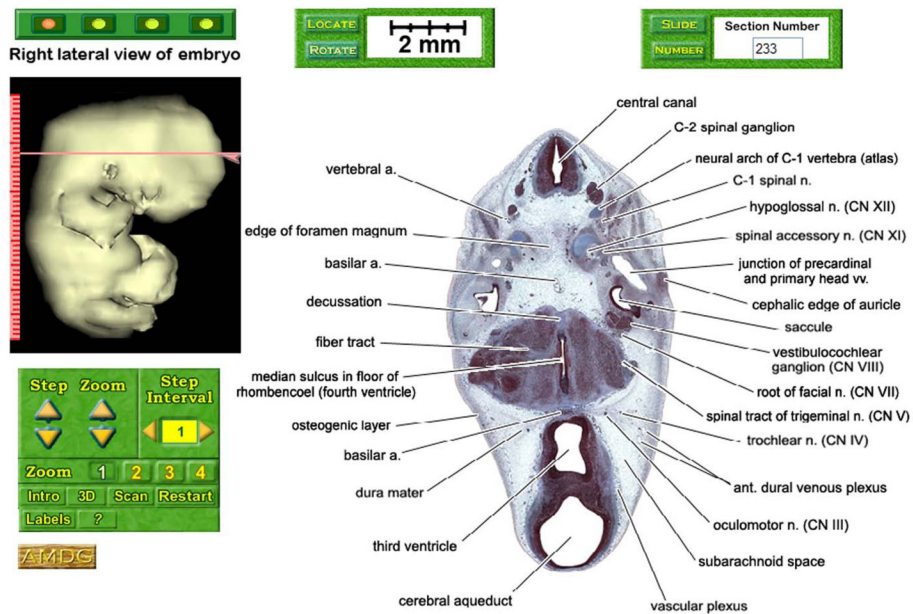 Right lateral view of embryo
LOCATE
ROTATE
2 mm
SLIDE
NUMBER
Section Number
233
central canal
C-2 spinal ganglion
neural arch of C-1 vertebra (atlas)
C-1 spinal n.
hypoglossal n. (CN XII)
spinal accessory n. (CN XI)
junction of precardinal
and primary head vv.
cephalic edge of auricle
saccule
vestibulocochlear
ganglion (CN VIII)
root of facial n. (CN VII)
spinal tract of trigeminal n. (CN V)
trochlear n. (CN IV)
ant. dural venous plexus
oculomotor n. (CN III)
subarachnoid space
vascular plexus
vertebral a.
edge of foramen magnum
basilar a.
decussation
fiber tract
median sulcus in floor of
rhombencoel (fourth ventricle)
osteogenic layer
basilar a.
dura mater
third ventricle
cerebral aqueduct
Step Zoom
Step
Interval
1
Zoom 1 2 3 4
Intro 3D Scan Restart
Labels ?
AMDG